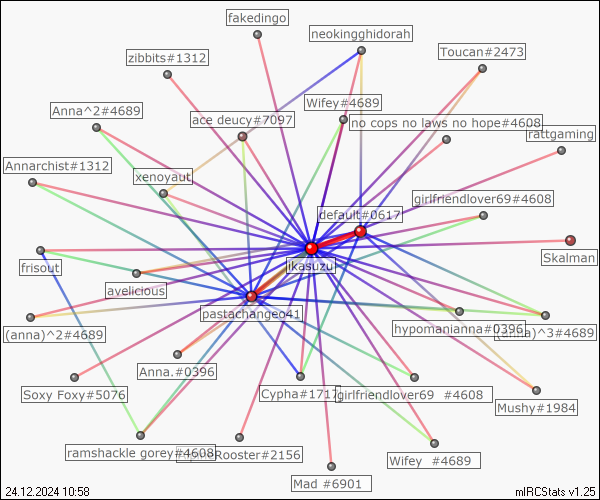 fakedingo
neokingghidorah
zibbits#1312
Toucan#2473
Wifey#4689
Anna^2#4689
ace deucy#7097
no cops no laws no hope#4608
rattgaming
Annarchist#1312
xenoyaut
girlfriendlover69#4608
default#0617
Skalman
frisout
ikasuzu
ayelicious
pastachangeo41
(anna)^2#4689
hypomanianna#0396
(anna)^3#4689
Anna.#0396
Soxy Foxy#5076
Cypha#1717
girlfriendlover69 #4608
Mushy#1984
ramshackle gorey#4608
Rooster#2156
Wifey #4689
Mad #6901
24.12.2024 10:58
mIRCStats v1.25